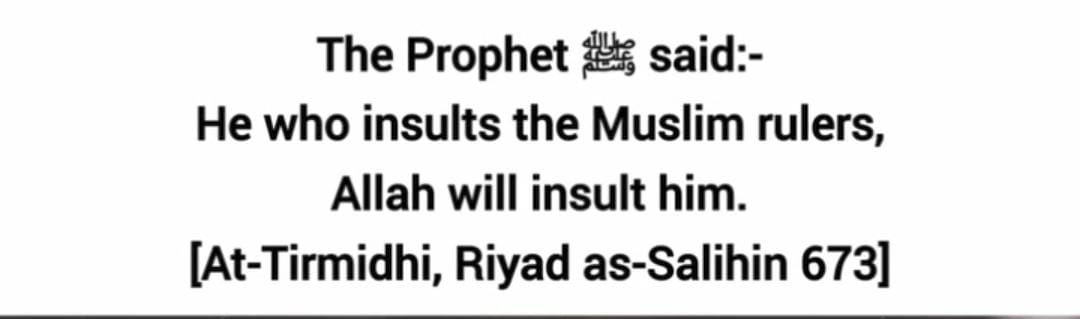 The Prophet ﷺ said:-
He who insults the Muslim rulers,
Allah will insult him.
[At-Tirmidhi, Riyad as-Salihin 673]